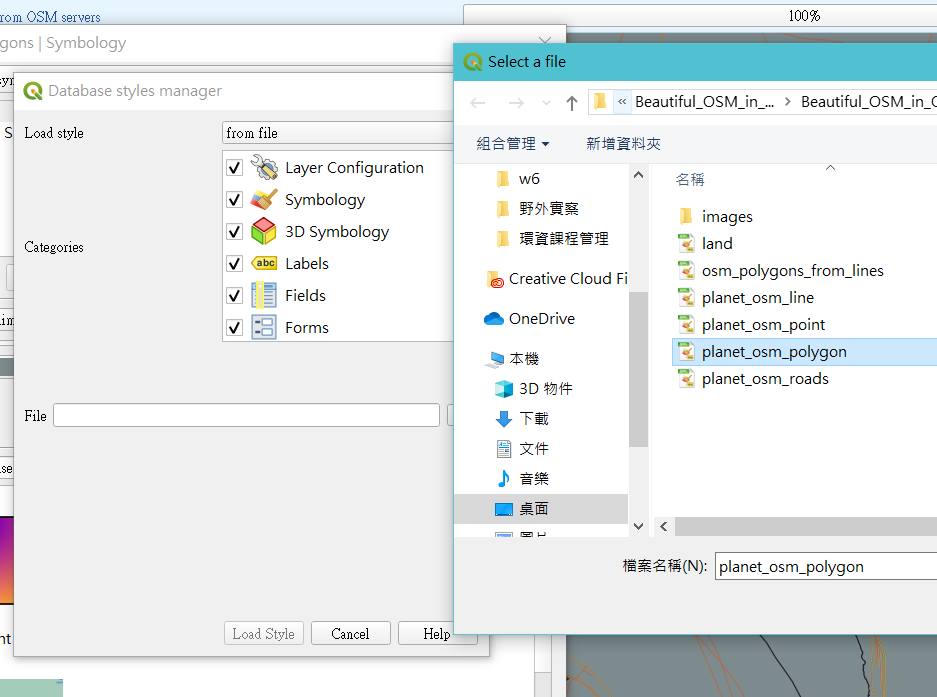 rom OSM servers
100%
gons | Symbology
Select a file
Database styles manager
« Beautiful_OSM_in_... > Beautiful_OSM_in_
Load style
from file
組合管理
新增資料夾
Layer Configuration
Symbology
3D Symbology
Labels
Fields
Forms
Categories
w6
野外實察
環資課程管理
Creative Cloud Fi
OneDrive
本機
3D 物件
下載
文件
音樂
桌面
名稱
images
land
osm_polygons_from_lines
planet_osm_line
planet_osm_point
planet_osm_polygon
planet_osm_roads
File
檔案名稱(N):
planet_osm_polygon
Load Style
Cancel
Help
abc